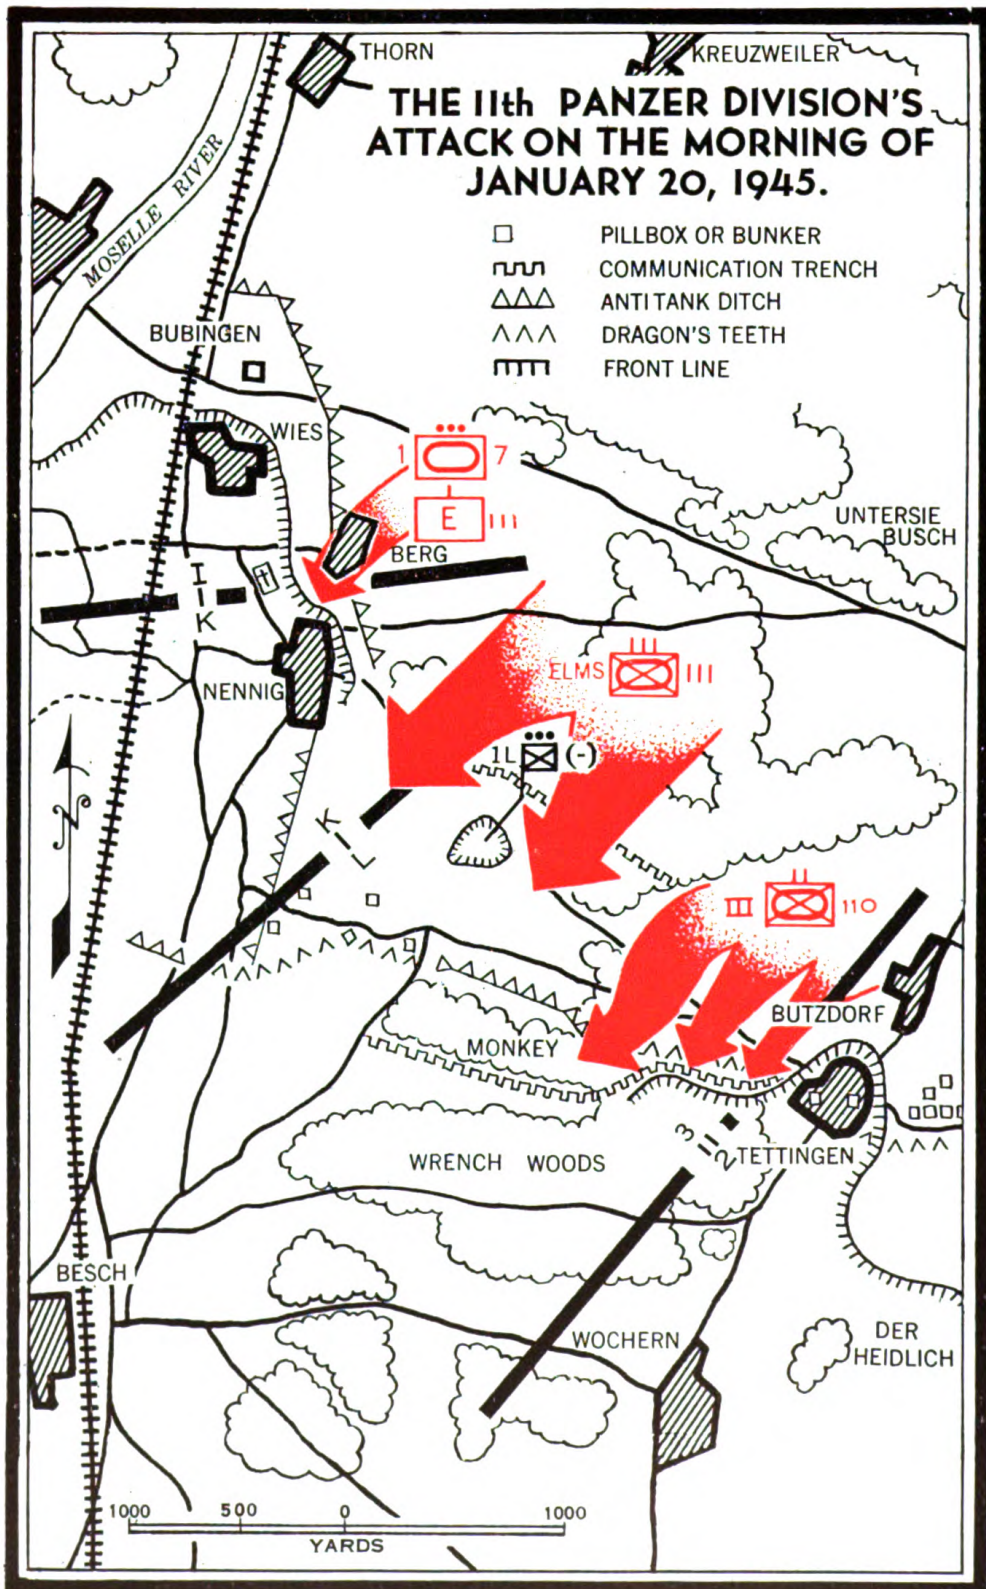 THORN
KREUZWEILER
THE 11th PANZER DIVISION'S
ATTACK ON THE MORNING OF
JANUARY 20, 1945.
PILLBOX OR BUNKER
COMMUNICATION TRENCH
ANTITANK DITCH
DRAGON'S TEETH
FRONT LINE
MOSELLE RIVER
BUBINGEN
WIES
1 7
E 111
BERG
UNTERSIE
BUSCH
I
K
NENNIG
ELMS 111
1L (-)
N
K
L
III 110
BUTZDORF
MONKEY
3
2
TETTINGEN
WRENCH WOODS
BESCH
WOCHERN
DER
HEIDLICH
1000 500 0 1000
YARDS